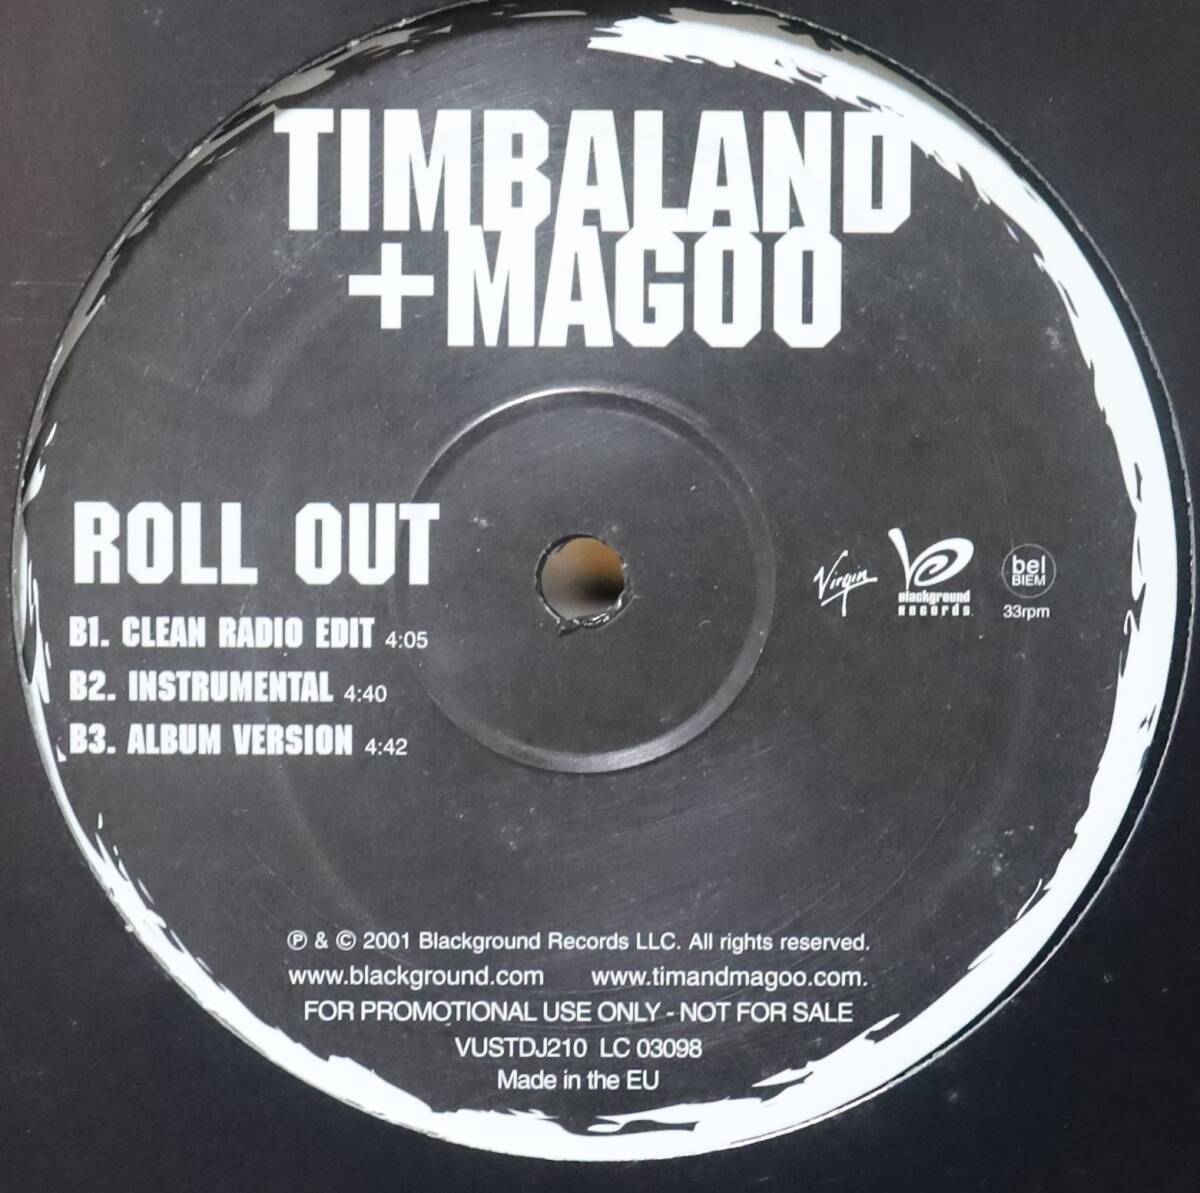 TIMBALAND
+MAGOO
ROLL OUT
B1. CLEAN RADIO EDIT 4:05
B2. INSTRUMENTAL 4:40
B3. ALBUM VERSION 4:42
Virgin
Blackground
RECORDS
bel
BIEM
33rpm
℗ & © 2001 Blackground Records LLC. All rights reserved.
www.blackground.com www.timandmagoo.com.
FOR PROMOTIONAL USE ONLY - NOT FOR SALE
VUSTDJ210 LC 03098
Made in the EU